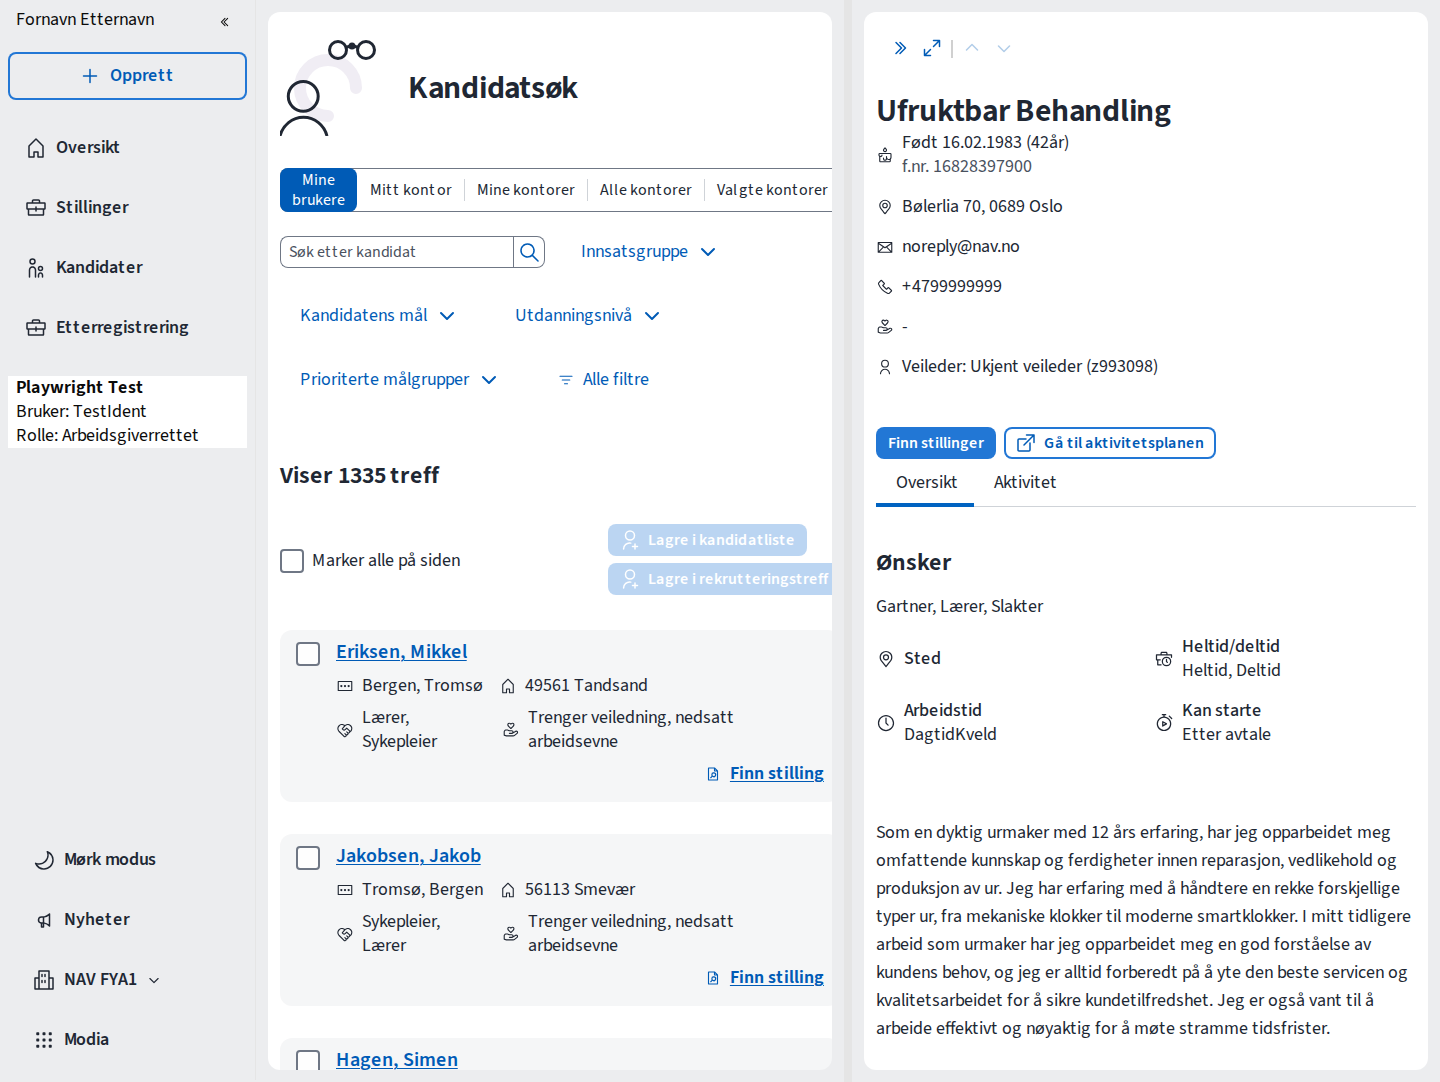 Fornavn Etternavn
Opprett
Oversikt
Stillinger
Kandidater
Etterregistrering
Playwright Test
Bruker: TestIdent
Rolle: Arbeidsgiverrettet
Mørk modus
Nyheter
NAV FYA1
Modia
Kandidatsøk
Mine brukere
Mitt kontor
Mine kontorer
Alle kontorer
Valgte kontorer
Søk etter kandidat
Innsatsgruppe
Kandidatens mål
Utdanningsnivå
Prioriterte målgrupper
Alle filtre
Viser 1335 treff
Marker alle på siden
Lagre i kandidatliste
Lagre i rekrutteringstreff
Eriksen, Mikkel
Bergen, Tromsø
49561 Tandsand
Lærer, Sykepleier
Trenger veiledning, nedsatt arbeidsevne
Finn stilling
Jakobsen, Jakob
Tromsø, Bergen
56113 Smevær
Sykepleier, Lærer
Trenger veiledning, nedsatt arbeidsevne
Finn stilling
Hagen, Simen
Ufruktbar Behandling
Født 16.02.1983 (42år)
f.nr. 16828397900
Bølerlia 70, 0689 Oslo
noreply@nav.no
+4799999999
-
Veileder: Ukjent veileder (z993098)
Finn stillinger
Gå til aktivitetsplanen
Oversikt
Aktivitet
Ønsker
Gartner, Lærer, Slakter
Sted
Heltid/deltid
Heltid, Deltid
Arbeidstid
DagtidKveld
Kan starte
Etter avtale
Som en dyktig urmaker med 12 års erfaring, har jeg opparbeidet meg
omfattende kunnskap og ferdigheter innen reparasjon, vedlikehold og
produksjon av ur. Jeg har erfaring med å håndtere en rekke forskjellige
typer ur, fra mekaniske klokker til moderne smartklokker. I mitt tidligere
arbeid som urmaker har jeg opparbeidet meg en god forståelse av
kundens behov, og jeg er alltid forberedt på å yte den beste servicen og
kvalitetsarbeidet for å sikre kundetilfredshet. Jeg er også vant til å
arbeide effektivt og nøyaktig for å møte stramme tidsfrister.